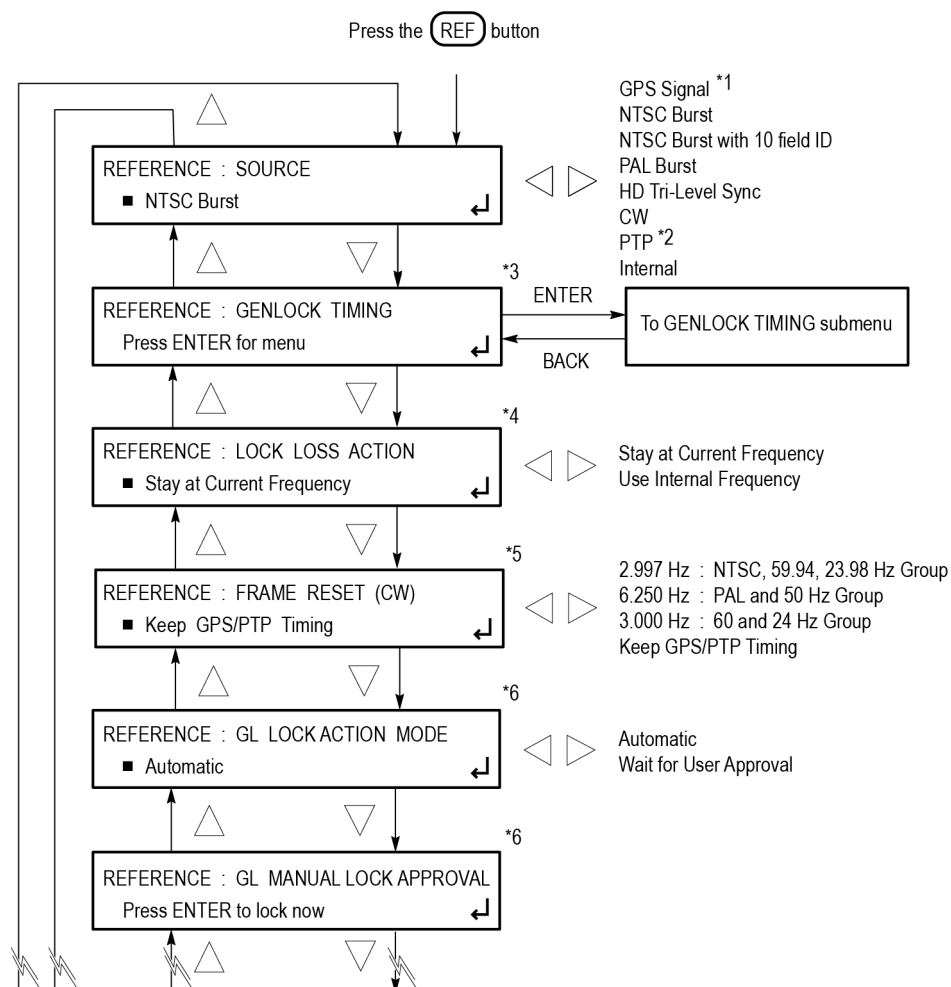 Press the REF button
GPS Signal *1
NTSC Burst
NTSC Burst with 10 field ID
PAL Burst
HD Tri-Level Sync
CW
PTP *2
Internal
REFERENCE : SOURCE
■ NTSC Burst
*3
REFERENCE : GENLOCK TIMING
Press ENTER for menu
ENTER
BACK
To GENLOCK TIMING submenu
*4
REFERENCE : LOCK LOSS ACTION
■ Stay at Current Frequency
Stay at Current Frequency
Use Internal Frequency
*5
REFERENCE : FRAME RESET (CW)
■ Keep GPS/PTP Timing
2.997 Hz : NTSC, 59.94, 23.98 Hz Group
6.250 Hz : PAL and 50 Hz Group
3.000 Hz : 60 and 24 Hz Group
Keep GPS/PTP Timing
*6
REFERENCE : GL LOCK ACTION MODE
■ Automatic
Automatic
Wait for User Approval
*6
REFERENCE : GL MANUAL LOCK APPROVAL
Press ENTER to lock now